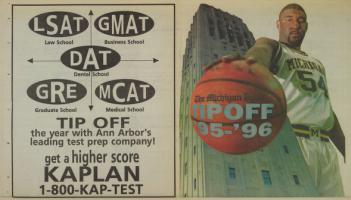 LSAT
Law School
GMAT
Business School
DAT
Dental School
GRE
Graduate School
MCAT
Medical School
TIP OFF
the year with Ann Arbor's
leading test prep company!
get a higher score
KAPLAN
1-800-KAP-TEST
The Michigan
TIPOFF
95-'96
MICHIGAN
54